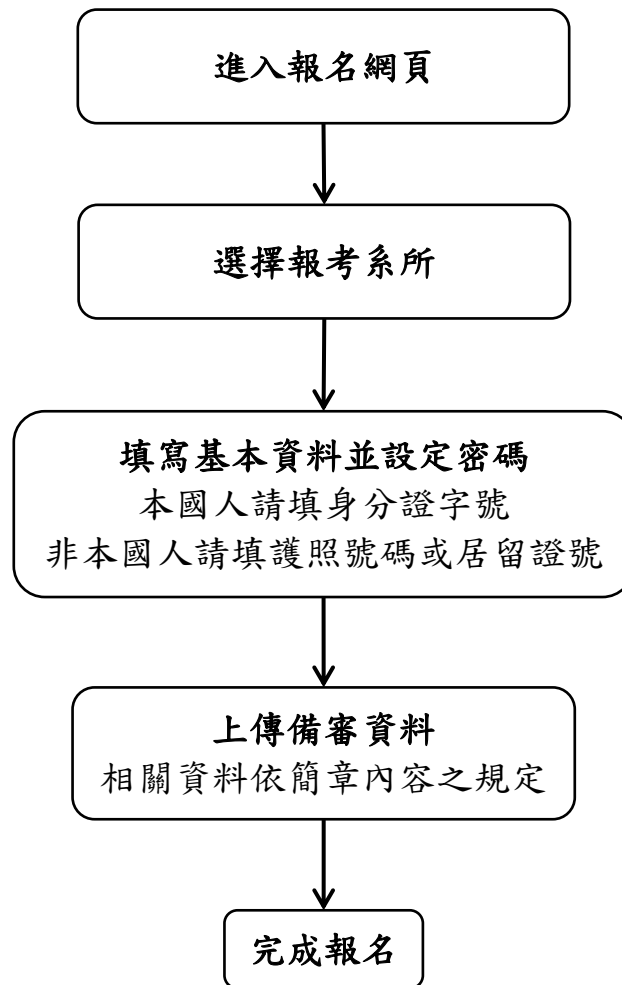 進入報名網頁
選擇報考系所
填寫基本資料並設定密碼
本國人請填身分證字號
非本國人請填護照號碼或居留證號
上傳備審資料
相關資料依簡章內容之規定
完成報名